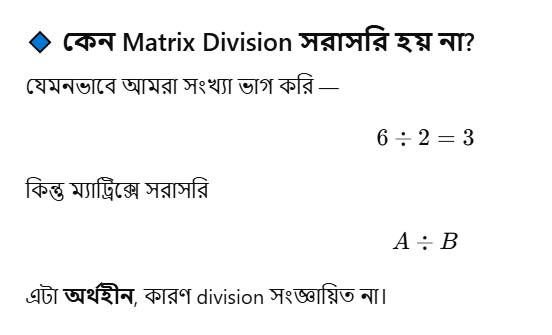 🔷 কেন Matrix Division সরাসরি হয় না?
যেমনভাবে আমরা সংখ্যা ভাগ করি —
6 ÷ 2 = 3
কিন্তু ম্যাট্রিক্সে সরাসরি
A ÷ B
এটা অর্থহীন, কারণ division সংজ্ঞায়িত না।